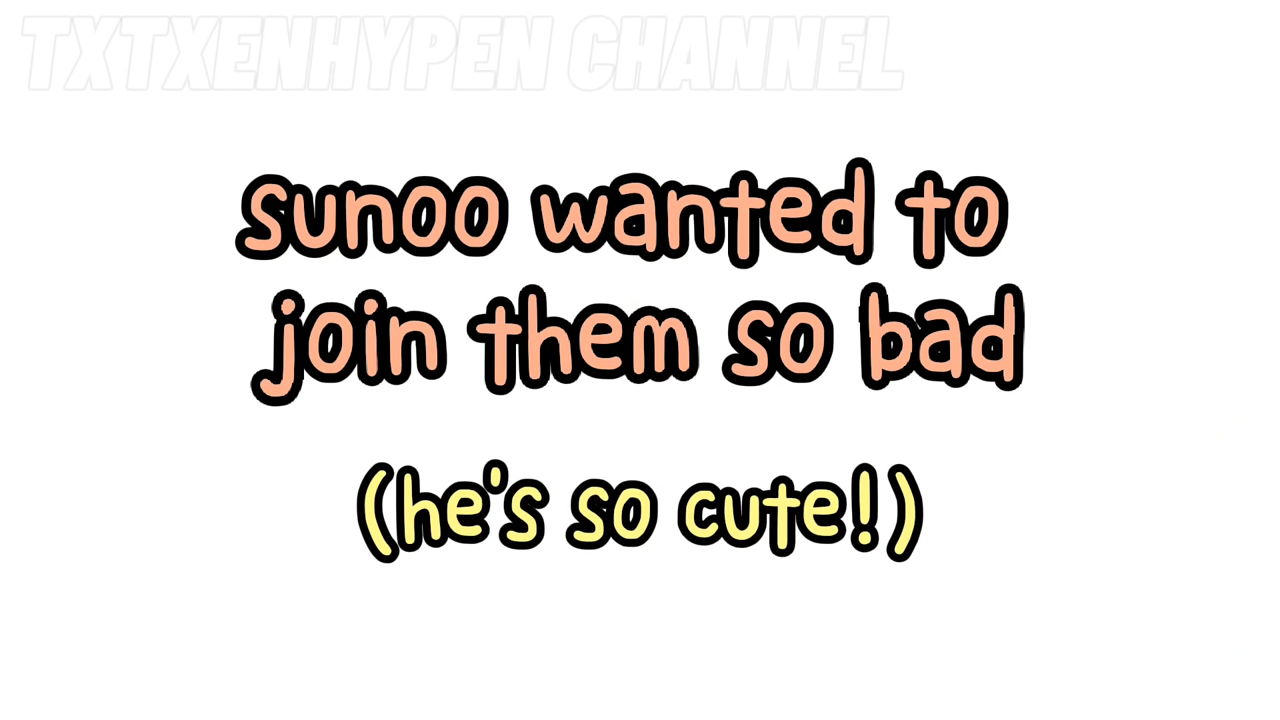 TXTXENHYPEN CHANNEL
sunoo wanted to
join them so bad
(he's so cute!)